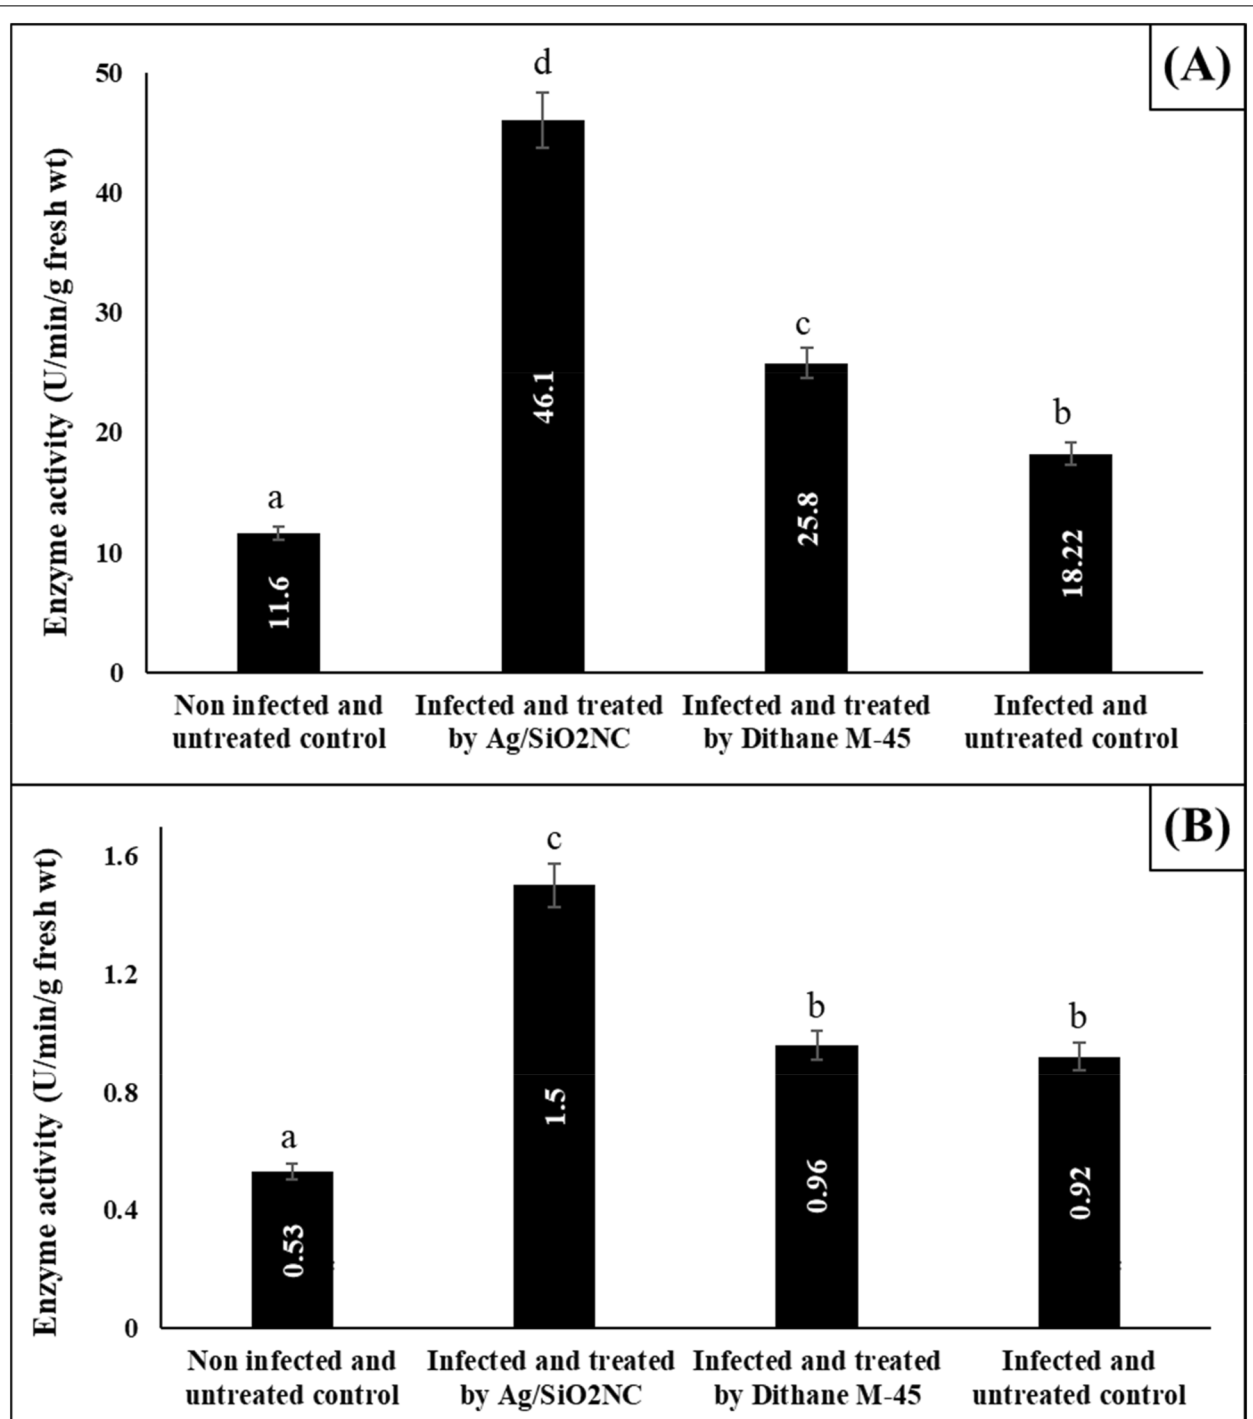 (A)
Enzyme activity (U/min/g fresh wt)
50
40
30
20
10
0
a
d
c
b
11.6
46.1
25.8
18.22
Non infected and
untreated control
Infected and treated
by Ag/SiO2NC
Infected and treated
by Dithane M-45
Infected and
untreated control
(B)
Enzyme activity (U/min/g fresh wt)
1.6
1.2
0.8
0.4
0
a
c
b
b
0.53
1.5
0.96
0.92
Non infected and
untreated control
Infected and treated
by Ag/SiO2NC
Infected and treated
by Dithane M-45
Infected and
untreated control